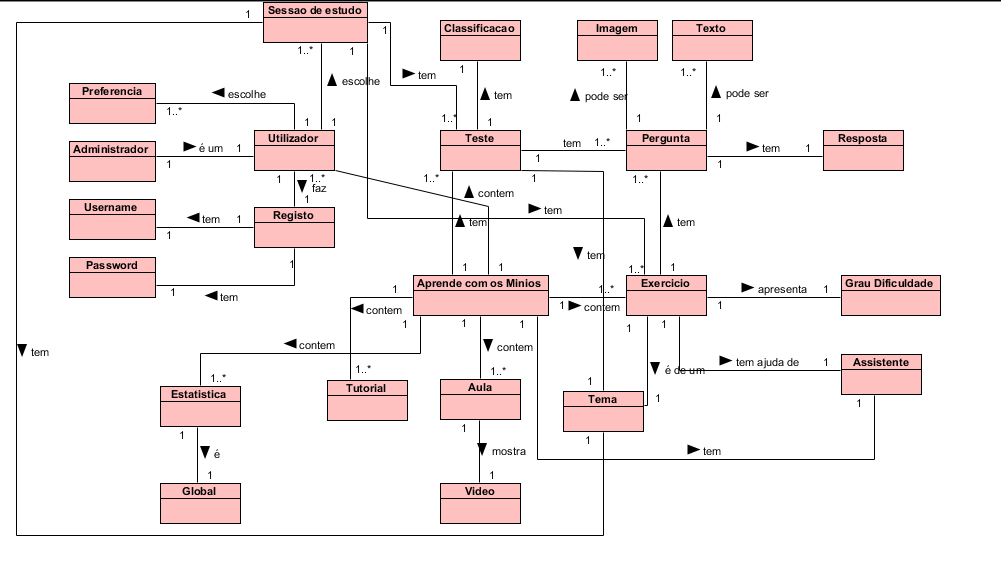 1 Sessao de estudo 1
1..* 1
Classificacao
Imagem
Texto
escolhe
tem
1
1..* 1..*
Preferencia
1..*
escolhe
1 1
1..* 1
tem
pode ser
1
pode ser
1
Administrador
1
é um
1
Utilizador
1 1..*
Teste
1..* 1 1
tem
1..*
Pergunta
1..*
1
tem
1
Resposta
faz
1
contem
Username
1
tem
1
Registo
1
tem
tem
tem
Password
1
tem
tem
1 1
1..* 1
Aprende com os Minios
1
contem
1..*
Exercicio
1
apresenta
1
Grau Dificuldade
1
contem
1 1 1
1 1
contem
contem
1..*
1..*
1..*
tem
Estatistica
Tutorial
Aula
1
Tema
1
1
é de um
1
tem ajuda de
1
Assistente
1
1
é
1
Global
1
mostra
1
Video
tem